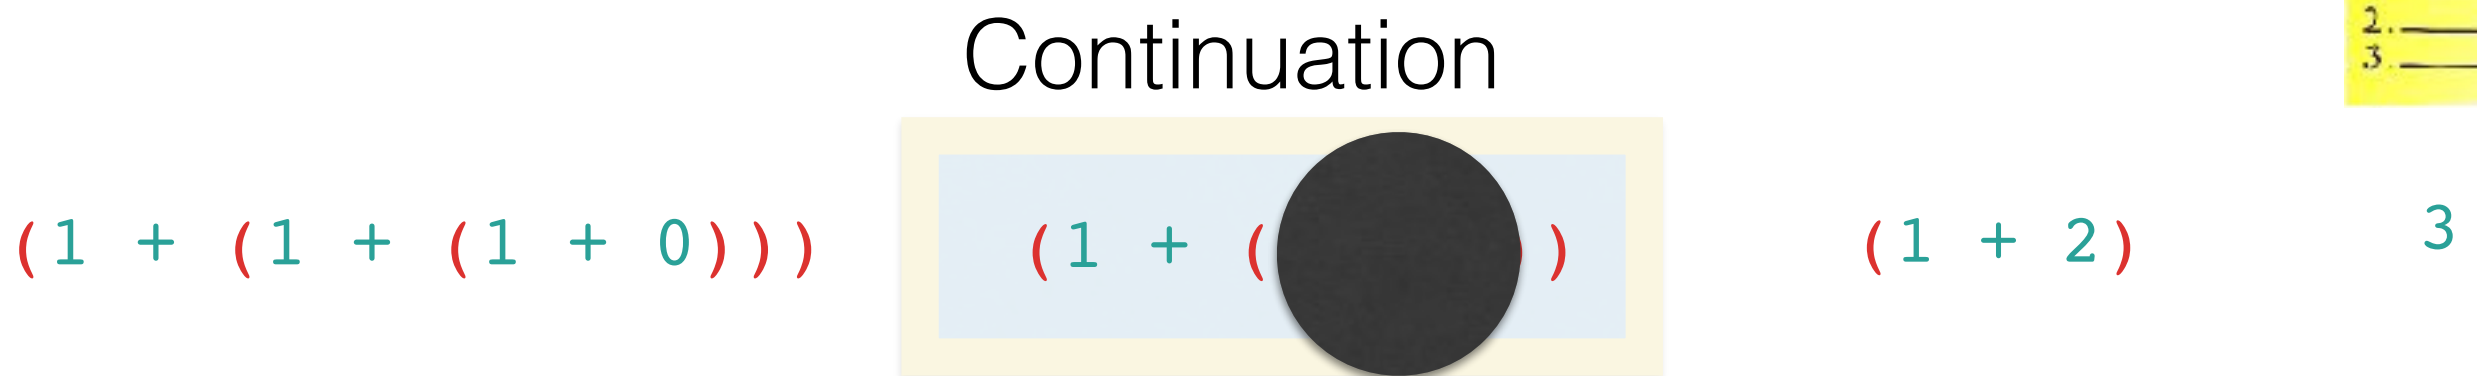 Continuation
2.
3.
(1 + (1 + (1 + 0))) (1 + ( ) (1 + 2) 3